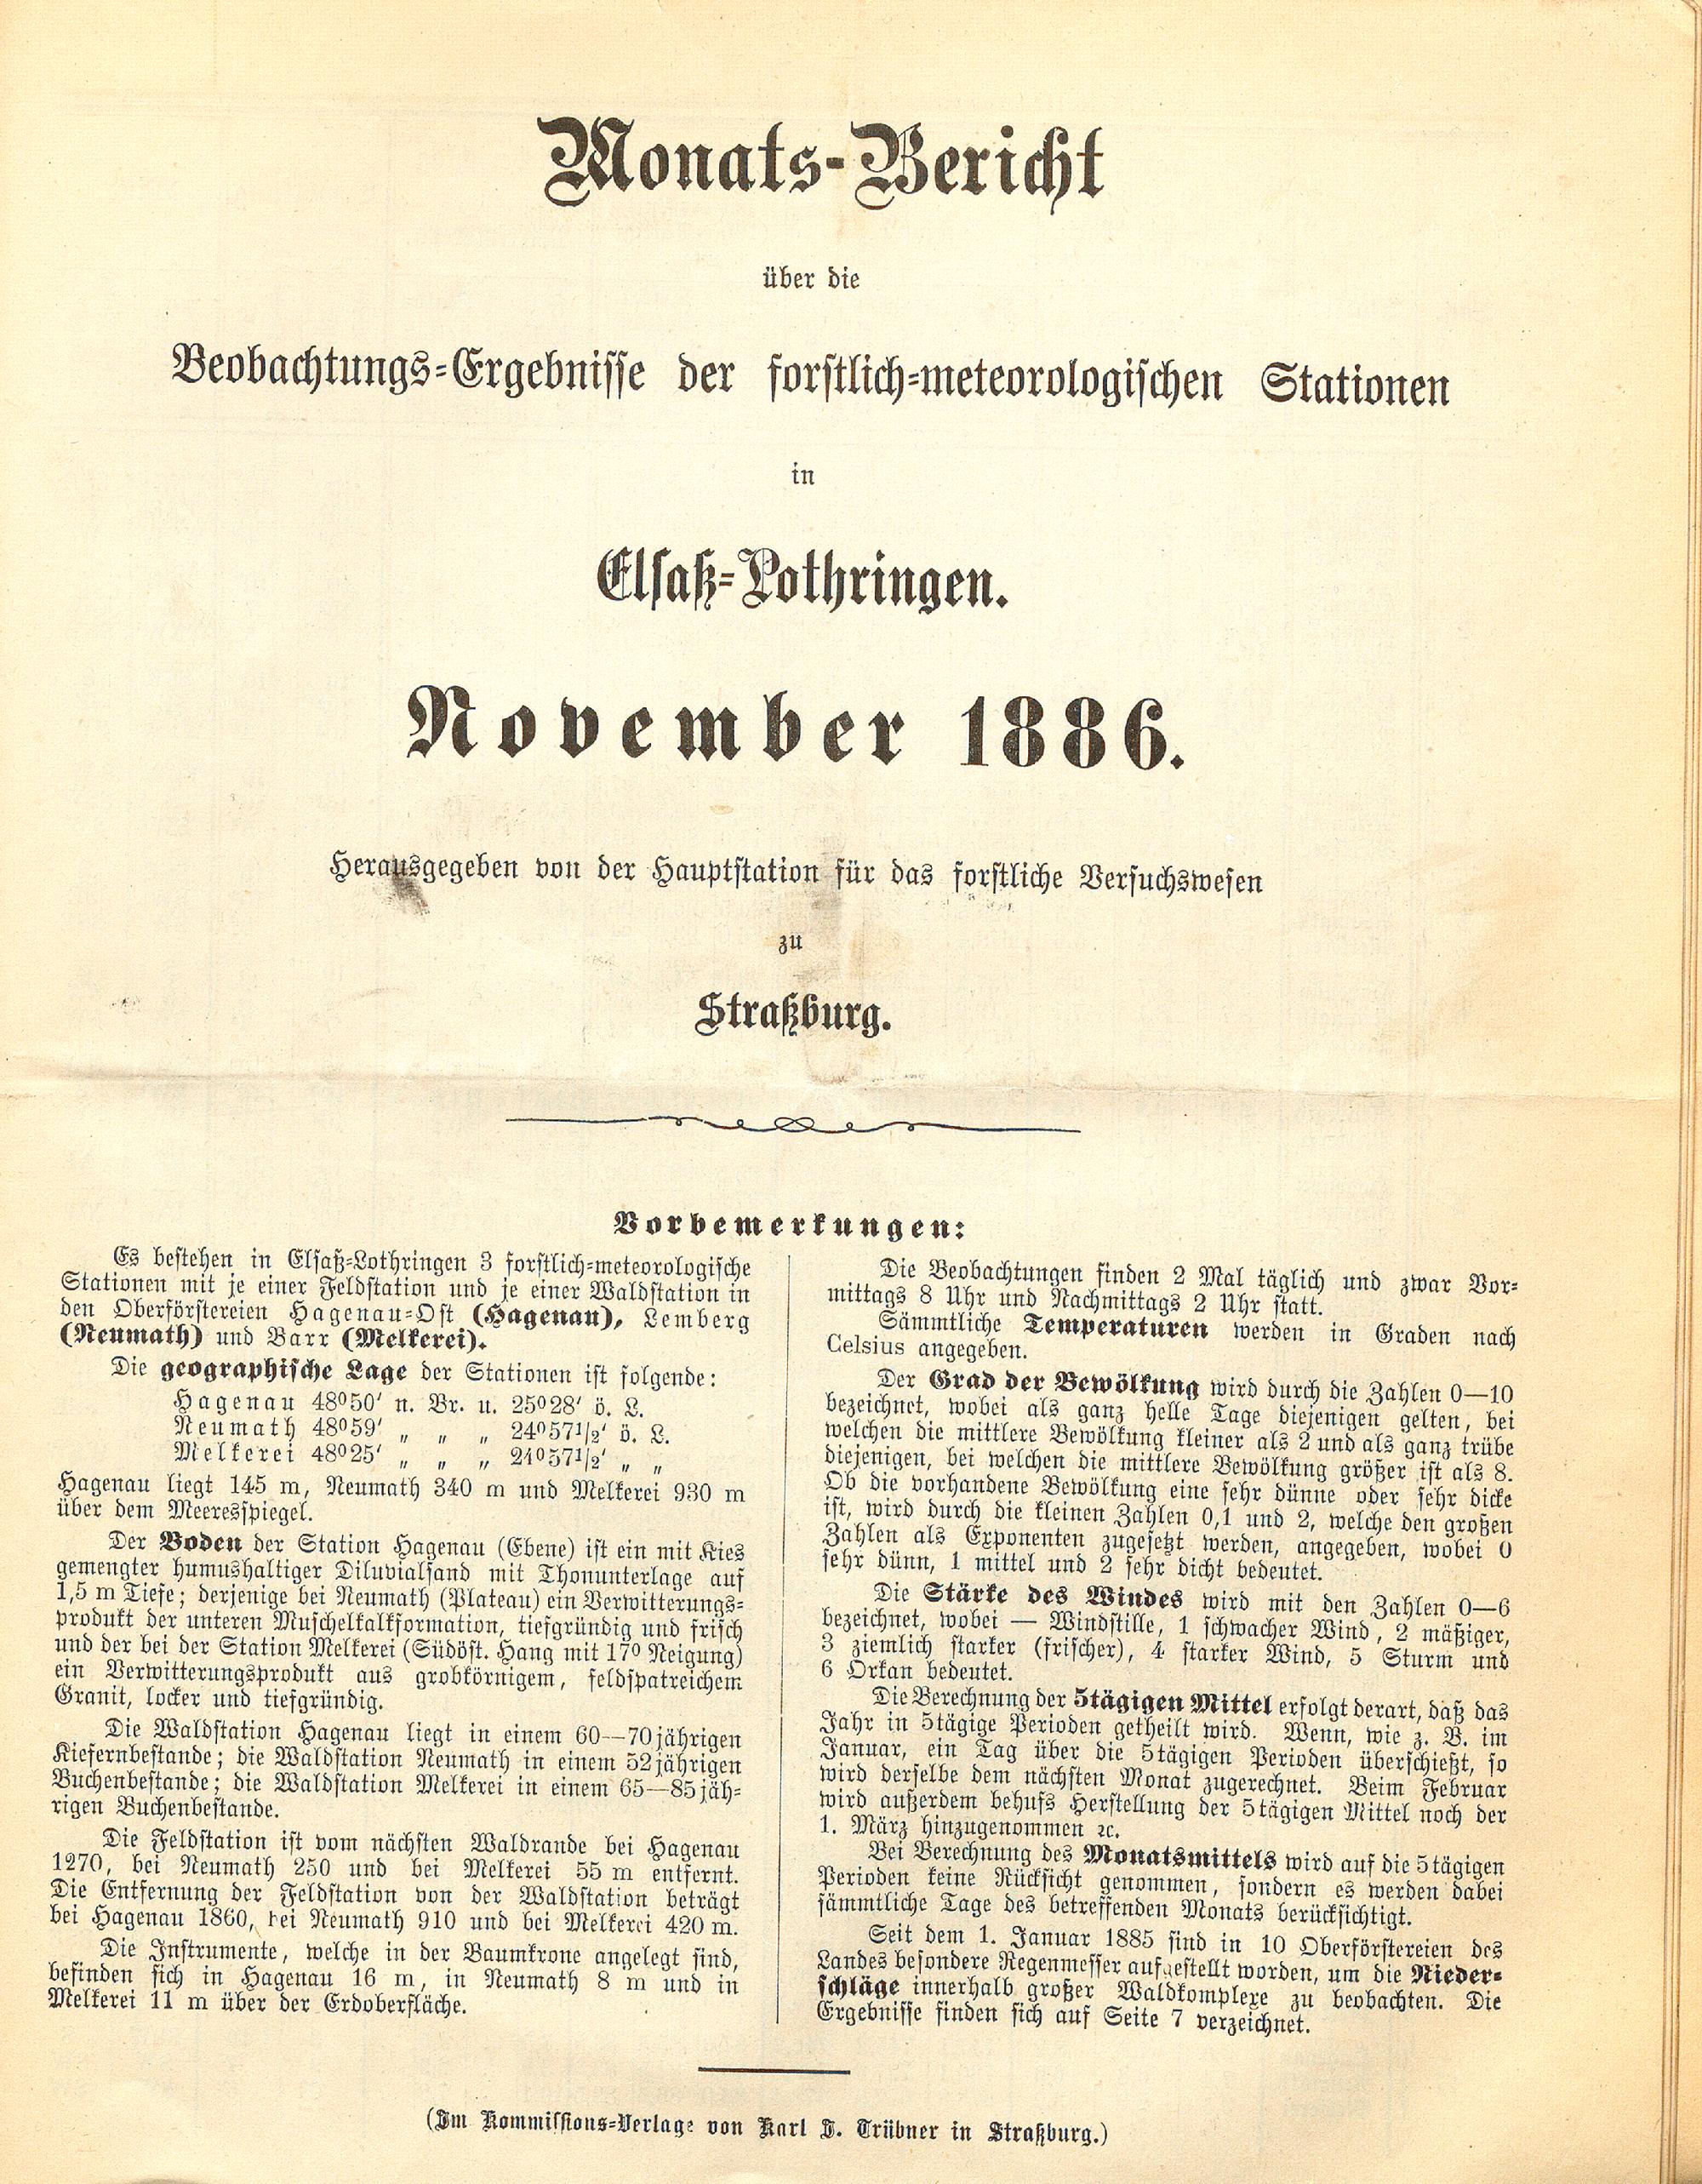 Monats-Bericht
über die
Beobachtungs-Ergebnisse der forstlich-meteorologischen Stationen
in
Elsaß-Lothringen.
November 1886.
Herausgegeben von der Hauptstation für das forstliche Versuchswesen
zu
Straßburg.
Vorbemerkungen:
Es bestehen in Elsaß-Lothringen 3 forstlich-meteorologische
Stationen mit je einer Feldstation und je einer Waldstation in
den Oberförstereien Hagenau-Ost (Hagenau), Lemberg
(Neumath) und Barr (Melkerei).
Die geographische Lage der Stationen ist folgende:
Hagenau 48°50' n. Br. u. 25°28' ö. L.
Neumath 48°59' „ „ „ 24°57½' ö. L.
Melkerei 48°25' „ „ „ 24°57½' „ „
Hagenau liegt 145 m, Neumath 340 m und Melkerei 930 m
über dem Meeresspiegel.
Der Boden der Station Hagenau (Ebene) ist ein mit Kies
gemengter humushaltiger Diluvialsand mit Thonunterlage auf
1,5 m Tiefe; derjenige bei Neumath (Plateau) ein Verwitterungs-
produkt der unteren Muschelkalkformation, tiefgründig und frisch
und der bei der Station Melkerei (Südöst. Hang mit 17° Neigung)
ein Verwitterungsprodukt aus grobkörnigem, feldspatreichem
Granit, locker und tiefgründig.
Die Waldstation Hagenau liegt in einem 60—70jährigen
Kiefernbestande; die Waldstation Neumath in einem 52jährigen
Buchenbestande; die Waldstation Melkerei in einem 65—85jäh-
rigen Buchenbestande.
Die Feldstation ist vom nächsten Waldrande bei Hagenau
1270, bei Neumath 250 und bei Melkerei 55 m entfernt.
Die Entfernung der Feldstation von der Waldstation beträgt
bei Hagenau 1860, bei Neumath 910 und bei Melkerei 420 m.
Die Instrumente, welche in der Baumkrone angelegt sind,
befinden sich in Hagenau 16 m, in Neumath 8 m und in
Melkerei 11 m über der Erdoberfläche.
Die Beobachtungen finden 2 Mal täglich und zwar Vor-
mittags 8 Uhr und Nachmittags 2 Uhr statt.
Sämmtliche Temperaturen werden in Graden nach
Celsius angegeben.
Der Grad der Bewölkung wird durch die Zahlen 0—10
bezeichnet, wobei als ganz helle Tage diejenigen gelten, bei
welchen die mittlere Bewölkung kleiner als 2 und als ganz trübe
diejenigen, bei welchen die mittlere Bewölkung größer ist als 8.
Ob die vorhandene Bewölkung eine sehr dünne oder sehr dicke
ist, wird durch die kleinen Zahlen 0,1 und 2, welche den großen
Zahlen als Exponenten zugesetzt werden, angegeben, wobei 0
sehr dünn, 1 mittel und 2 sehr dicht bedeutet.
Die Stärke des Windes wird mit den Zahlen 0—6
bezeichnet, wobei — Windstille, 1 schwacher Wind, 2 mäßiger,
3 ziemlich starker (frischer), 4 starker Wind, 5 Sturm und
6 Orkan bedeutet.
Die Berechnung der 5tägigen Mittel erfolgt derart, daß das
Jahr in 5tägige Perioden getheilt wird. Wenn, wie z. B. im
Januar, ein Tag über die 5tägigen Perioden überschießt, so
wird derselbe dem nächsten Monat zugerechnet. Beim Februar
wird außerdem behufs Herstellung der 5tägigen Mittel noch der
1. März hinzugenommen ꝛc.
Bei Berechnung des Monatsmittels wird auf die 5tägigen
Perioden keine Rücksicht genommen, sondern es werden dabei
sämmtliche Tage des betreffenden Monats berücksichtigt.
Seit dem 1. Januar 1885 sind in 10 Oberförstereien des
Landes besondere Regenmesser aufgestellt worden, um die Nieder-
schläge innerhalb großer Waldkomplexe zu beobachten. Die
Ergebnisse finden sich auf Seite 7 verzeichnet.
(Im Kommissions-Verlage von Karl J. Trübner in Straßburg.)